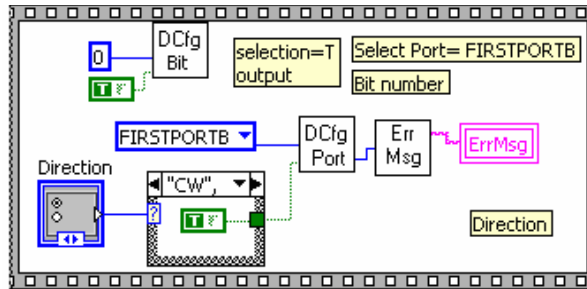 DCfg
Bit
0
T F
selection=T
output
Select Port= FIRSTPORTB
Bit number
FIRSTPORTB
DCfg
Port
Err
Msg
ErrMsg
Direction
"CW",
?
T F
Direction